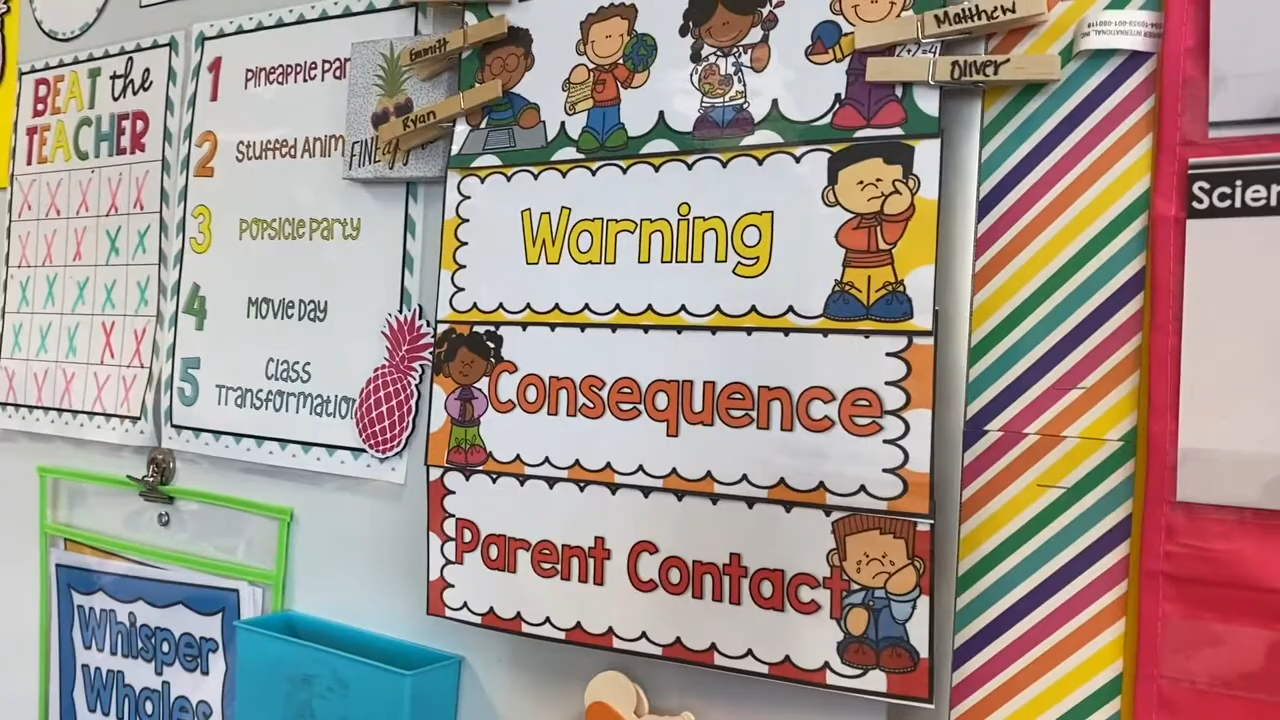 BEAT the
TEACHER
1 Pineapple Par
2 Stuffed Anim
3 Popsicle Party
4 Movie Day
5 Class
Transformation
Emmitt
Ryan
FINE
Matthew
Oliver
Warning
Consequence
Parent Contact
Whisper
Whales
Scien